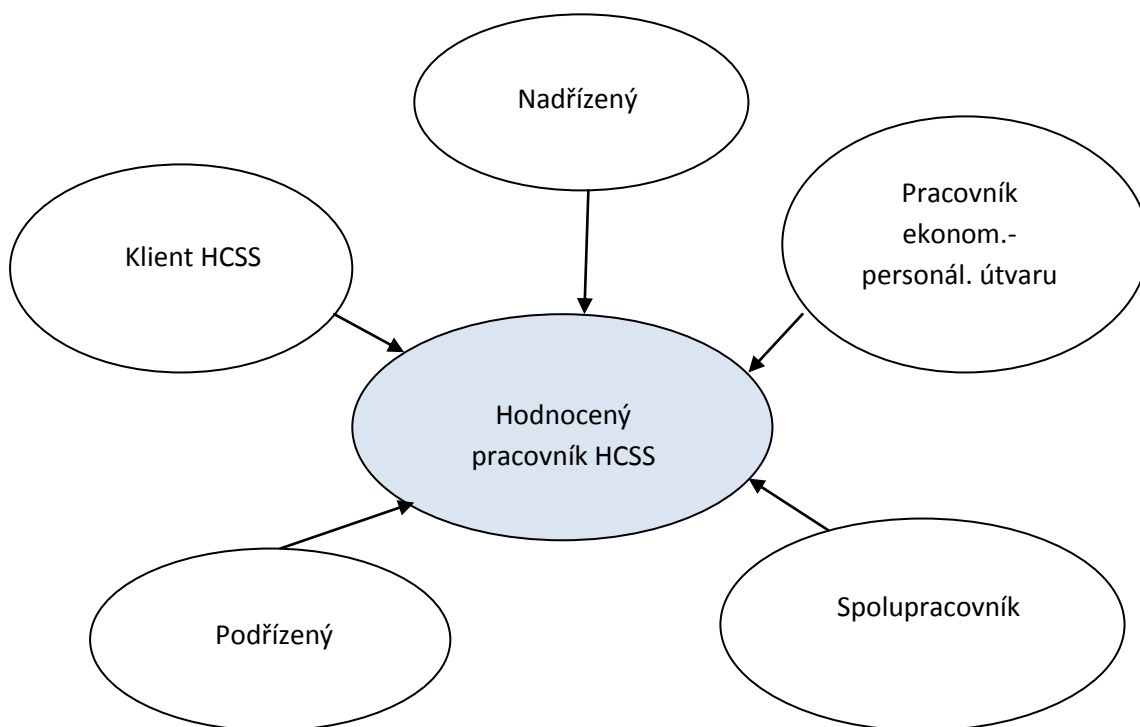 Nadřízený
Pracovník
ekonom.-
personál. útvaru
Klient HCSS
Hodnocený
pracovník HCSS
Spolupracovník
Podřízený